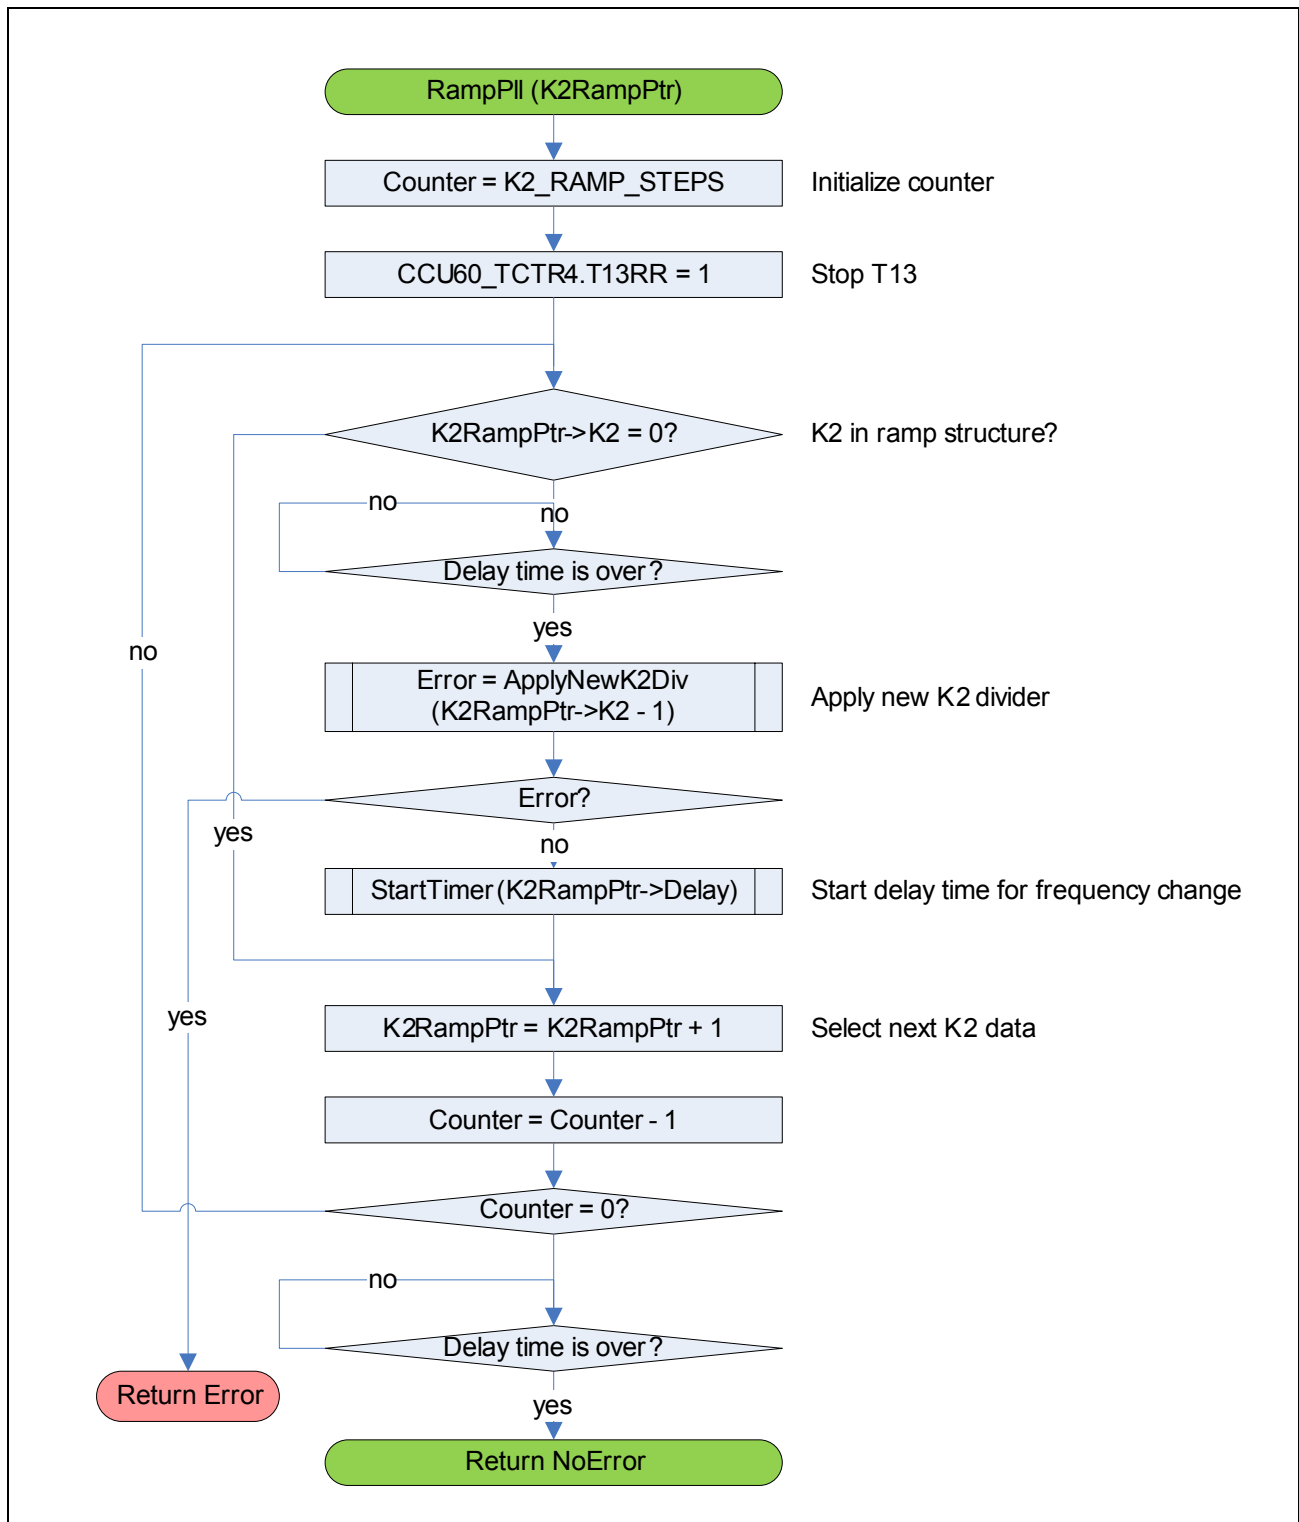 RampPll (K2RampPtr)
Counter = K2_RAMP_STEPS
Initialize counter
CCU60_TCTR4.T13RR = 1
Stop T13
K2RampPtr->K2 = 0?
K2 in ramp structure?
no
no
Delay time is over?
yes
no
Error = ApplyNewK2Div
(K2RampPtr->K2 - 1)
Apply new K2 divider
Error?
yes
no
StartTimer(K2RampPtr->Delay)
Start delay time for frequency change
yes
K2RampPtr = K2RampPtr + 1
Select next K2 data
Counter = Counter - 1
Counter = 0?
no
Delay time is over?
Return Error
yes
Return NoError